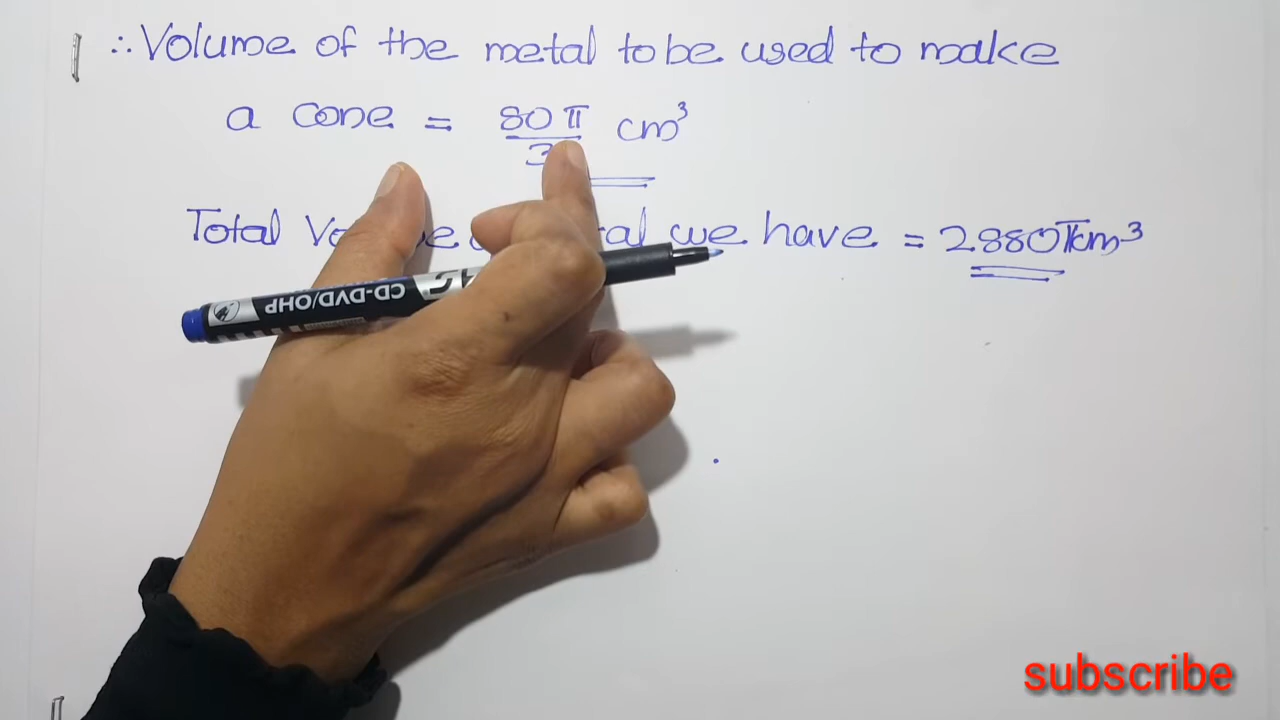 ∴ Volume of the metal to be used to make
a cone = 80π/3 cm³
Total we have = 2880πcm³
CD-DVD/OHP
subscribe